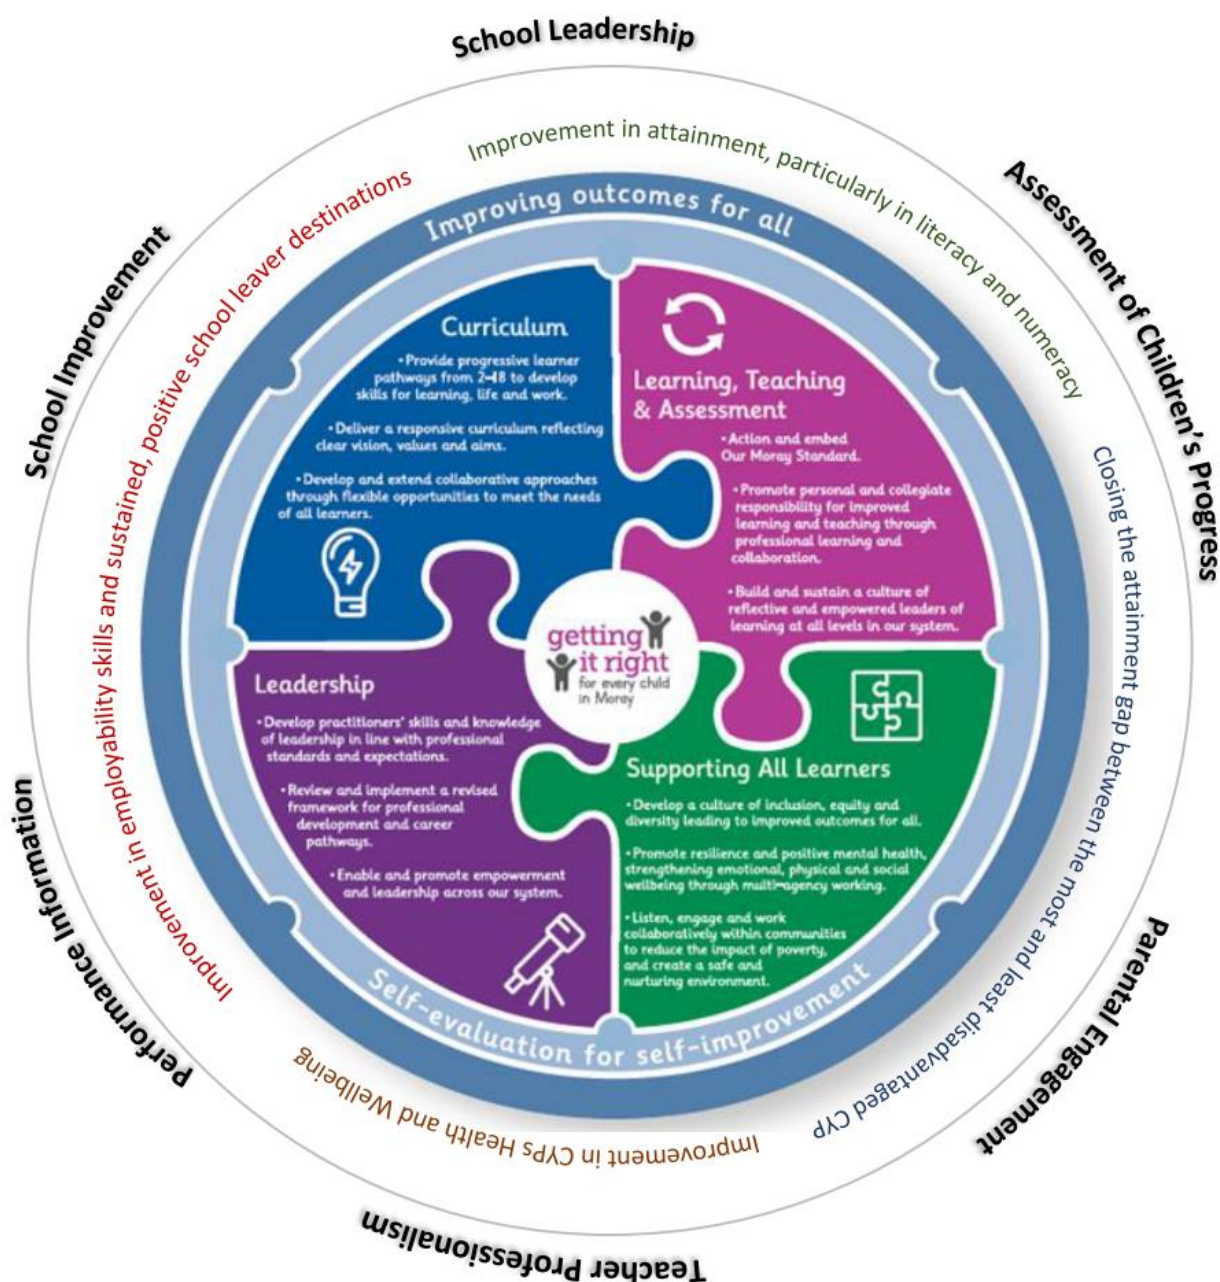 School Leadership
Assessment of Children's Progress
Parental Engagement
Teacher Professionalism
Performance Information
School Improvement
Improvement in attainment, particularly in literacy and numeracy
Closing the attainment gap between the most and least disadvantaged CYP
Improvement in CYPs Health and Wellbeing
Improvement in employability skills and sustained, positive school leaver destinations
Improving outcomes for all
Curriculum
• Provide progressive learner
pathways from 2-18 to develop
skills for learning, life and work.
• Deliver a responsive curriculum reflecting
clear vision, values and aims.
• Develop and extend collaborative approaches
through flexible opportunities to meet the needs
of all learners.
Learning, Teaching
& Assessment
• Action and embed
Our Moray Standard.
• Promote personal and collegiate
responsibility for improved
learning and teaching through
professional learning and
collaboration.
• Build and sustain a culture of
reflective and empowered leaders of
learning at all levels in our system.
getting
it right
for every child
in Moray
Leadership
• Develop practitioners' skills and knowledge
of leadership in line with professional
standards and expectations.
• Review and implement a revised
framework for professional
development and career
pathways.
• Enable and promote empowerment
and leadership across our system.
Supporting All Learners
• Develop a culture of inclusion, equity and
diversity leading to improved outcomes for all.
• Promote resilience and positive mental health,
strengthening emotional, physical and social
wellbeing through multi-agency working.
• Listen, engage and work
collaboratively within communities
to reduce the impact of poverty,
and create a safe and
nurturing environment.
Self-evaluation for self-improvement